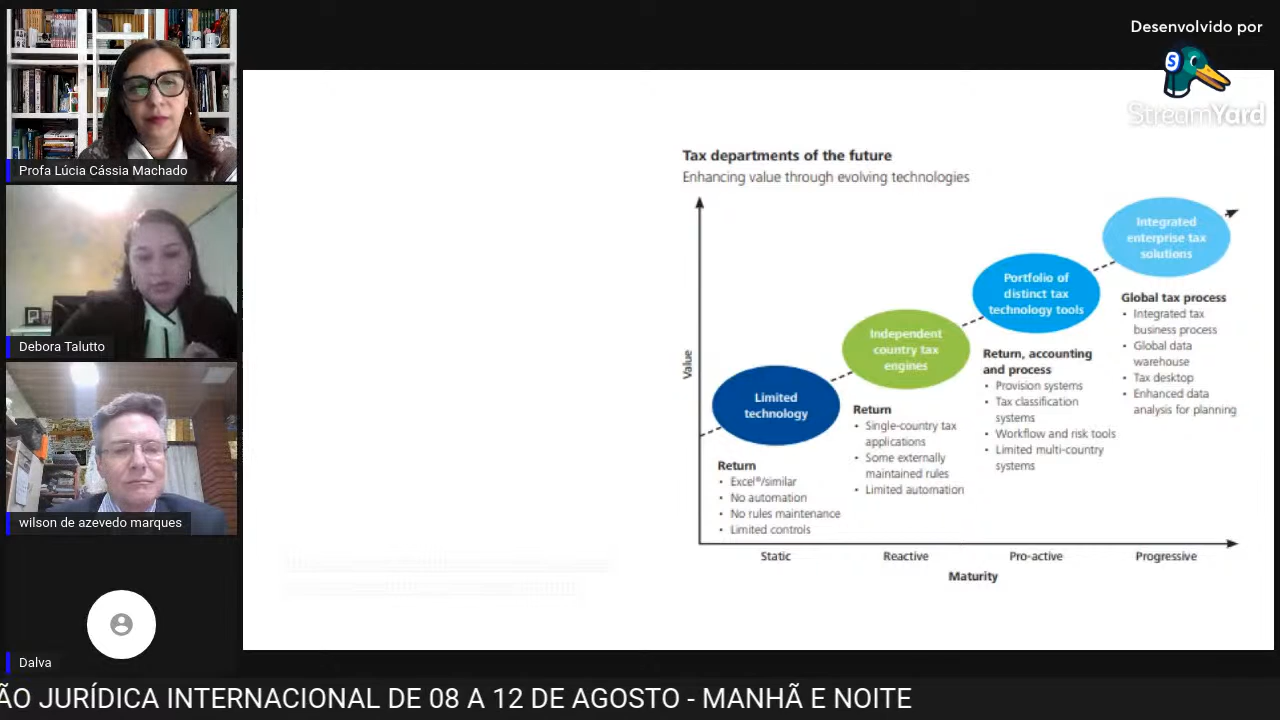 Desenvolvido por
StreamYard
Profa Lúcia Cássia Machado
Debora Talutto
wilson de azevedo marques
Dalva
Tax departments of the future
Enhancing value through evolving technologies
Value
Limited
technology
Return
• Excel®/similar
• No automation
• No rules maintenance
• Limited controls
Independent
country tax
engines
Return
• Single-country tax
applications
• Some externally
maintained rules
• Limited automation
Portfolio of
distinct tax
technology tools
Return, accounting
and process
• Provision systems
• Tax classification
systems
• Workflow and risk tools
• Limited multi-country
systems
Integrated
enterprise tax
solutions
Global tax process
• Integrated tax
business process
• Global data
warehouse
• Tax desktop
• Enhanced data
analysis for planning
Static
Reactive
Pro-active
Progressive
Maturity
ÃO JURÍDICA INTERNACIONAL DE 08 A 12 DE AGOSTO - MANHÃ E NOITE